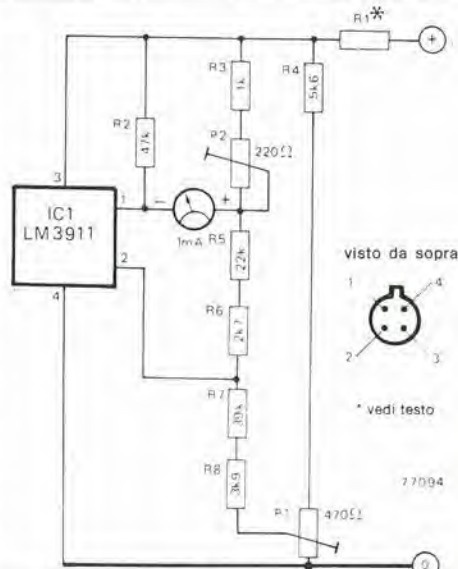 R1*
+
R3
1k
R4
5k6
R2
47k
P2
220Ω
3
IC1
LM3911
1
-
+
1mA
2
4
R5
22k
R6
2k7
R7
39k
R8
3k9
P1
470Ω
0
visto da sopra
1
4
2
3
* vedi testo
77094